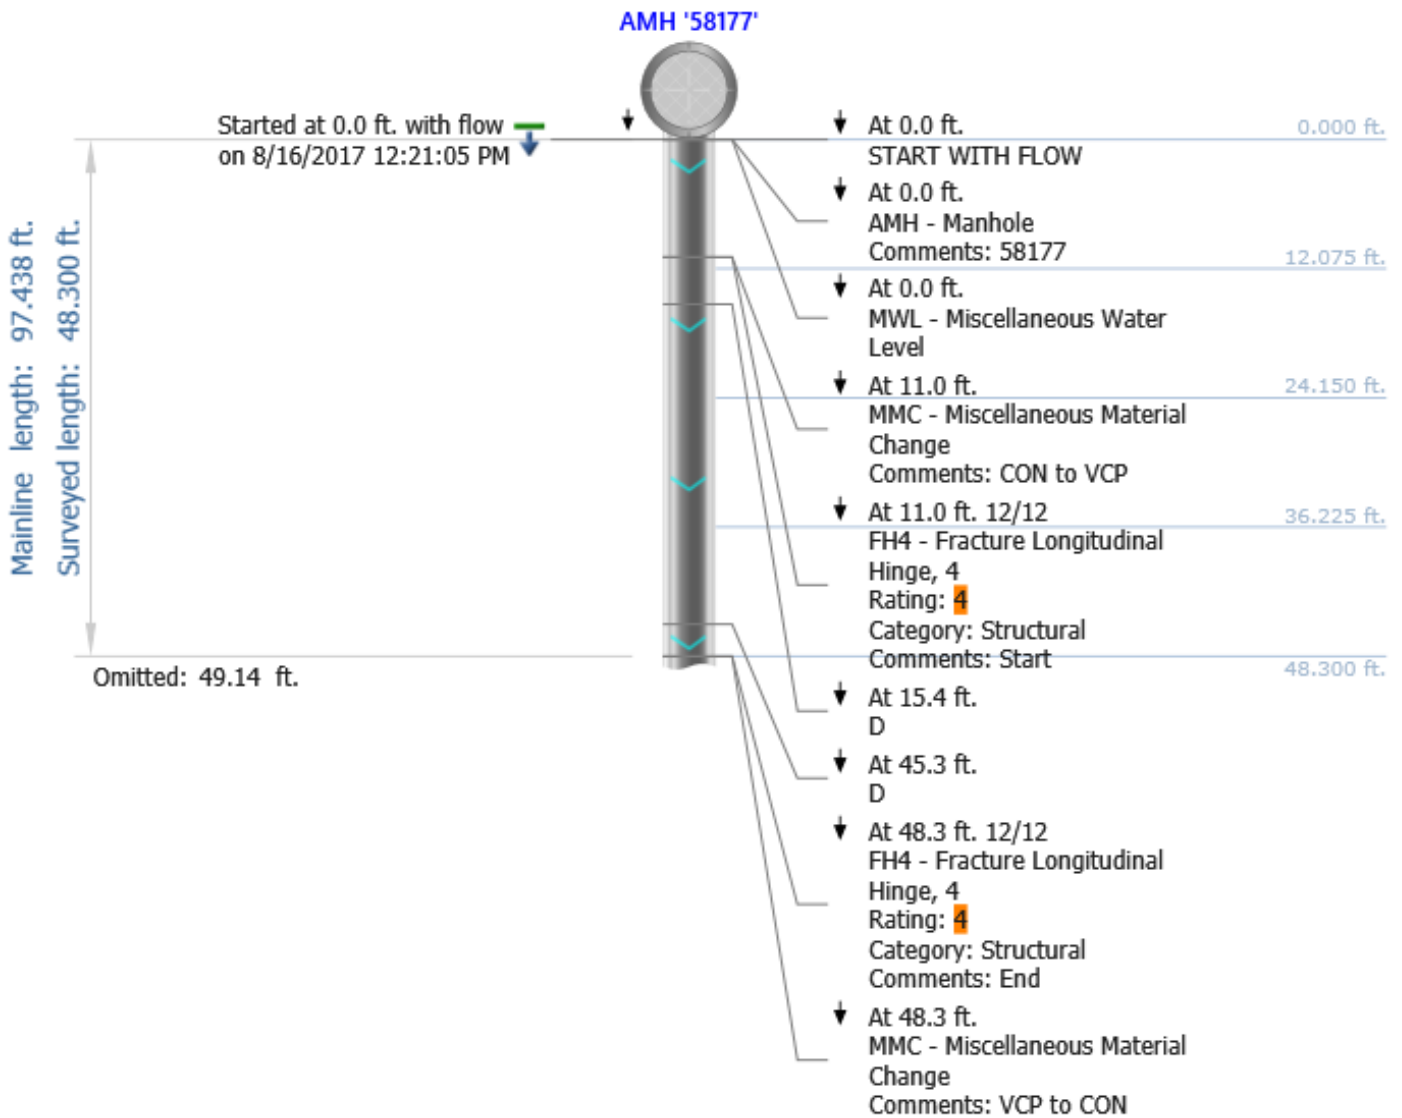 AMH '58177'
Started at 0.0 ft. with flow
on 8/16/2017 12:21:05 PM
Mainline length: 97.438 ft.
Surveyed length: 48.300 ft.
Omitted: 49.14 ft.
At 0.0 ft.
START WITH FLOW
At 0.0 ft.
AMH - Manhole
Comments: 58177
At 0.0 ft.
MWL - Miscellaneous Water
Level
At 11.0 ft.
MMC - Miscellaneous Material
Change
Comments: CON to VCP
At 11.0 ft. 12/12
FH4 - Fracture Longitudinal
Hinge, 4
Rating: 4
Category: Structural
Comments: Start
At 15.4 ft.
D
At 45.3 ft.
D
At 48.3 ft. 12/12
FH4 - Fracture Longitudinal
Hinge, 4
Rating: 4
Category: Structural
Comments: End
At 48.3 ft.
MMC - Miscellaneous Material
Change
Comments: VCP to CON
0.000 ft.
12.075 ft.
24.150 ft.
36.225 ft.
48.300 ft.